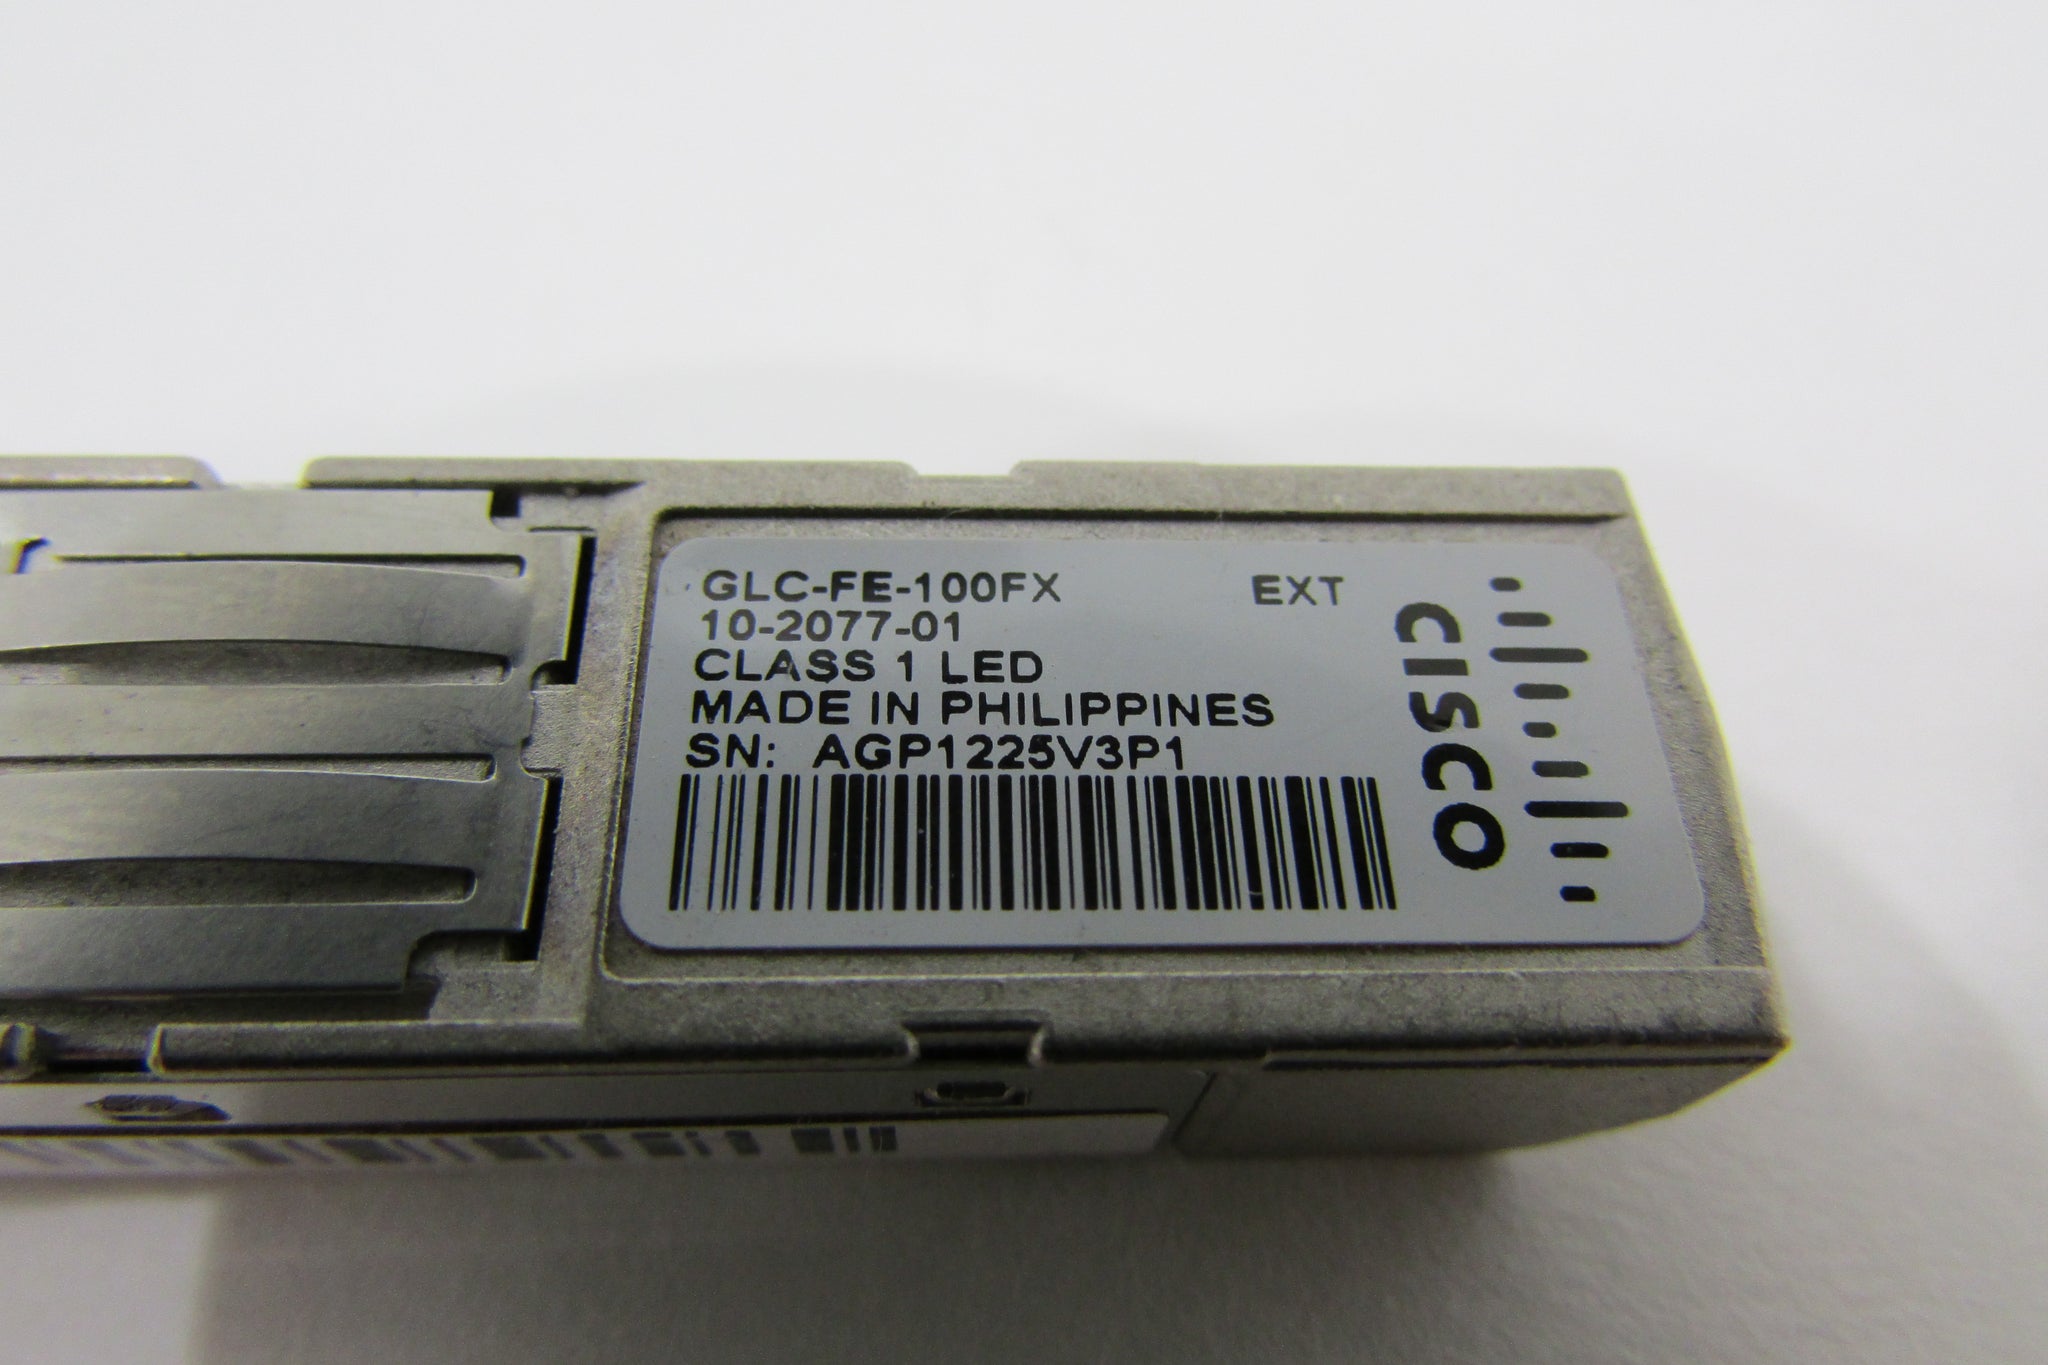 GLC-FE-100FX EXT
10-2077-01
CLASS 1 LED
MADE IN PHILIPPINES
SN: AGP1225V3P1
CISCO